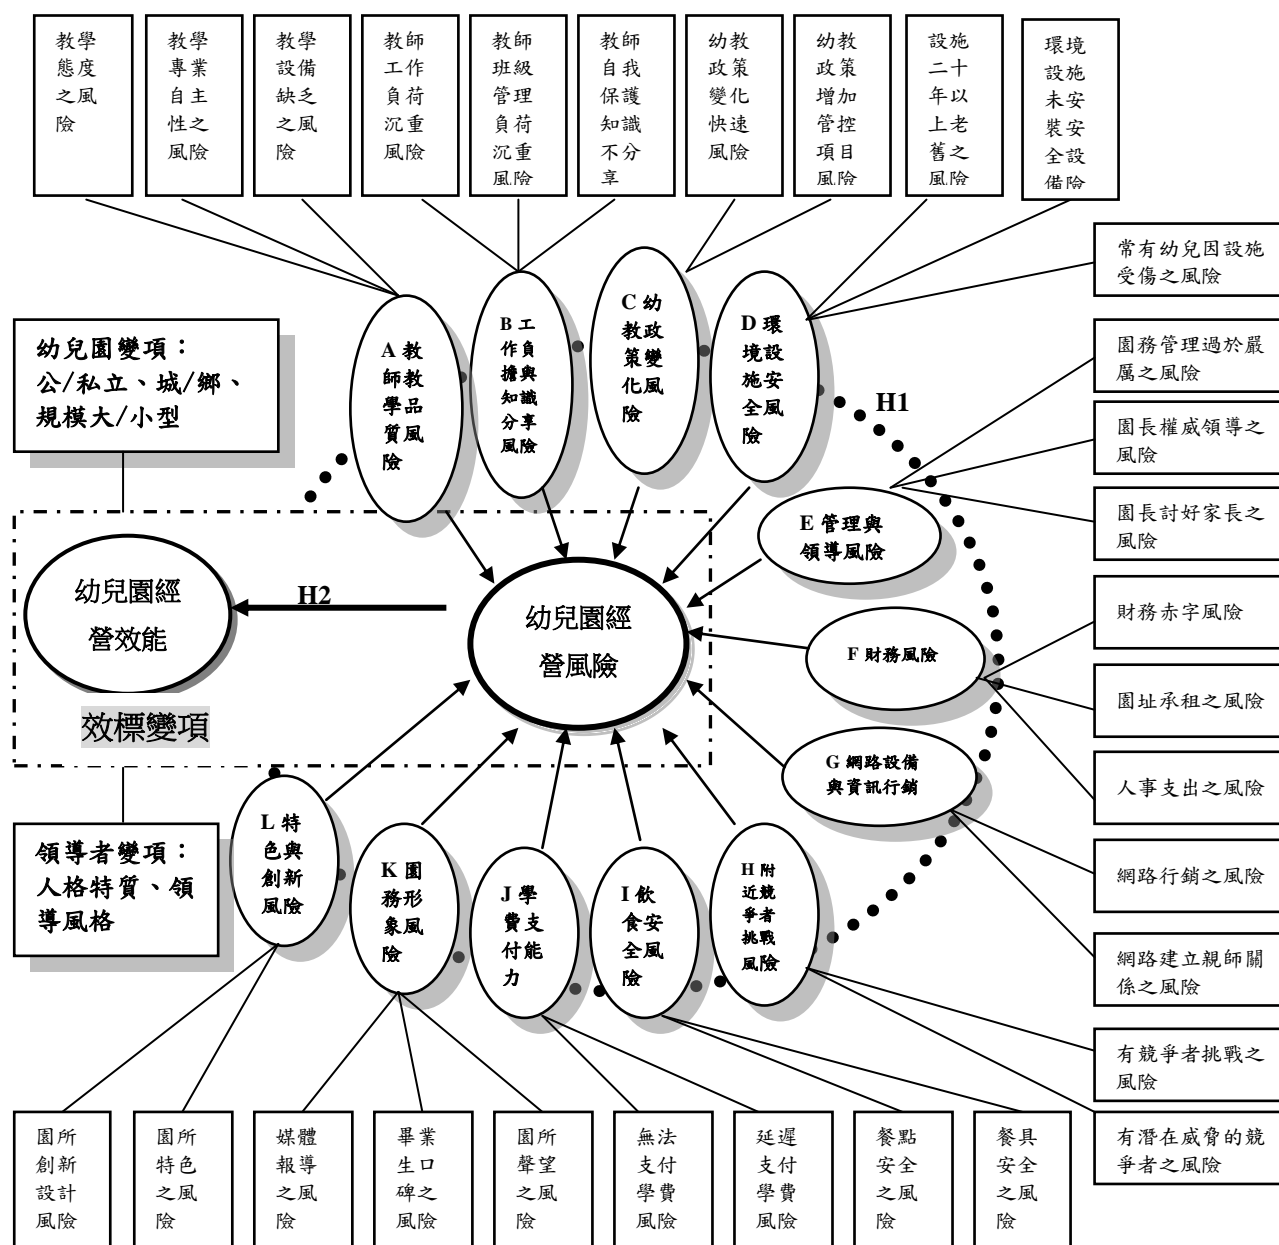 教學
態度
之風
險
教學
專業
自主
性之
風險
教學
設備
缺乏
之風
險
教師
工作
負荷
沉重
風險
教師
班級
管理
負荷
沉重
風險
教師
自我
保護
知識
不分
享
幼教
政策
變化
快速
風險
幼教
政策
增加
管控
項目
風險
設施
二十
年以
上老
舊之
風險
環境
設施
未安
裝安
全設
備險
常有幼兒因設施
受傷之風險
園務管理過於嚴
厲之風險
園長權威領導之
風險
園長討好家長之
風險
財務赤字風險
園址承租之風險
人事支出之風險
網路行銷之風險
網路建立親師關
係之風險
有競爭者挑戰之
風險
有潛在威脅的競
爭者之風險
幼兒園變項：
公/私立、城/鄉、
規模大/小型
A 教
師教
學品
質風
險
B 工
作負
擔與
知識
分享
風險
C 幼
教政
策變
化風
險
D 環
境設
施安
全風
險
H1
E 管理與
領導風險
F 財務風險
G 網路設備
與資訊行銷
幼兒園經
營效能
H2
幼兒園經
營風險
效標變項
領導者變項：
人格特質、領
導風格
L 特
色與
創新
風險
K 園
務形
象風
險
J 學
費支
付能
力
I 飲
食安
全風
險
H 附
近競
爭者
挑戰
風險
園所
創新
設計
風險
園所
特色
之風
險
媒體
報導
之風
險
畢業
生口
碑之
風險
園所
聲望
之風
險
無法
支付
學費
風險
延遲
支付
學費
風險
餐點
安全
之風
險
餐具
安全
之風
險